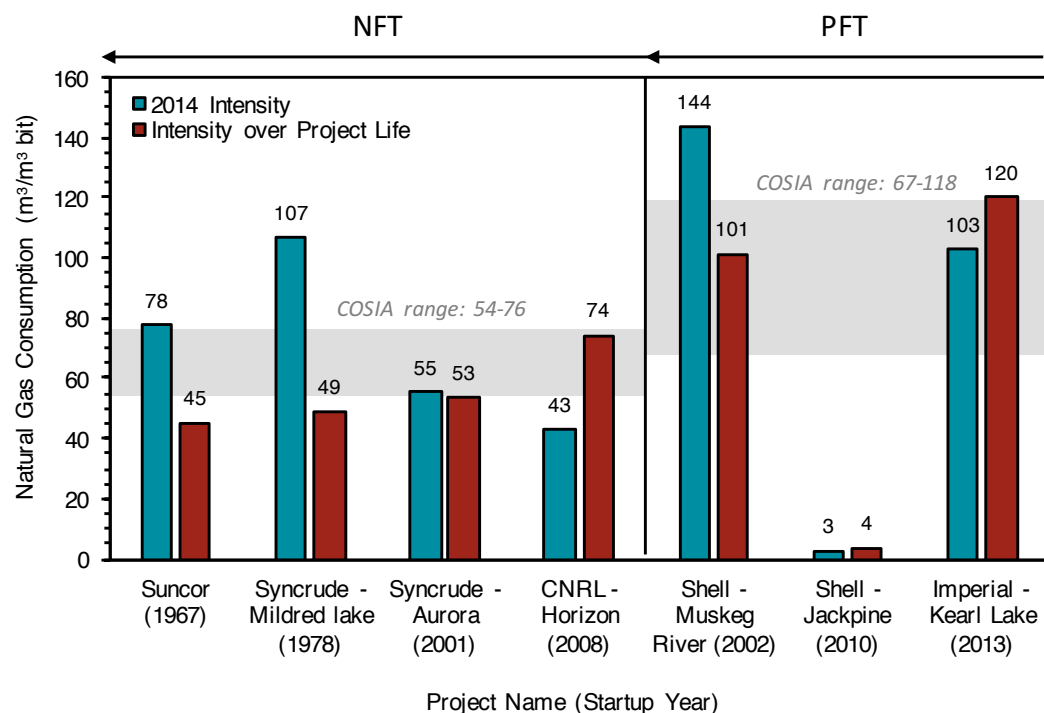 NFT
PFT
160
140
120
100
80
60
40
20
0
Natural Gas Consumption (m³/m³ bit)
2014 Intensity
Intensity over Project Life
COSIA range: 54-76
COSIA range: 67-118
78
45
107
49
55
53
43
74
144
101
3
4
103
120
Suncor
(1967)
Syncrude -
Mildred lake
(1978)
Syncrude -
Aurora
(2001)
CNRL -
Horizon
(2008)
Shell -
Muskeg
River (2002)
Shell -
Jackpine
(2010)
Imperial -
Kearl Lake
(2013)
Project Name (Startup Year)